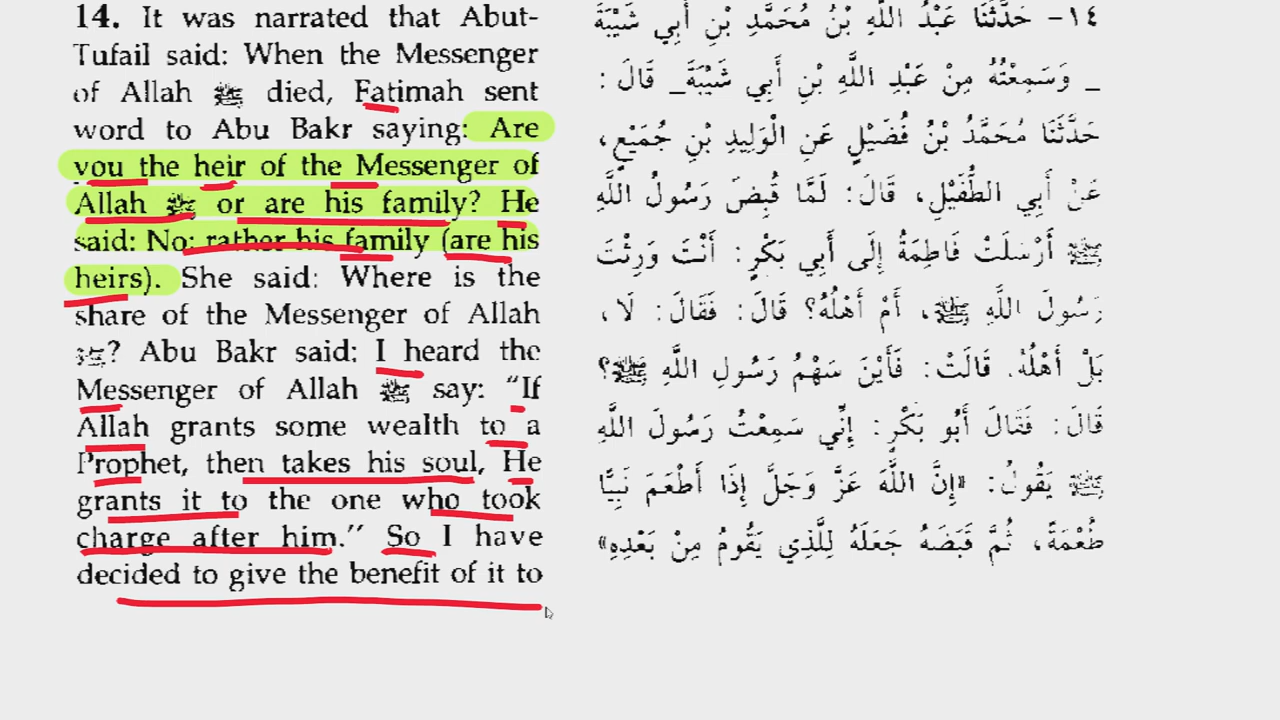 14. It was narrated that Abut-
Tufail said: When the Messenger
of Allah ﷺ died, Fatimah sent
word to Abu Bakr saying: Are
you the heir of the Messenger of
Allah ﷺ or are his family? He
said: No; rather his family (are his
heirs). She said: Where is the
share of the Messenger of Allah
ﷺ? Abu Bakr said: I heard the
Messenger of Allah ﷺ say: “If
Allah grants some wealth to a
Prophet, then takes his soul, He
grants it to the one who took
charge after him.’’ So I have
decided to give the benefit of it to
١٤- حَدَّثَنَا عَبْدُ اللَّهِ بْنُ مُحَمَّدِ بْنِ أَبِي شَيْبَةَ
_ وَسَمِعْتُهُ مِنْ عَبْدِ اللَّهِ بْنِ أَبِي شَيْبَةَ_ قَالَ :
حَدَّثَنَا مُحَمَّدُ بْنُ فُضَيْلٍ عَنِ الْوَلِيدِ بْنِ جُمَيْعٍ،
عَنْ أَبِي الطُّفَيْلِ، قَالَ: لَمَّا قُبِضَ رَسُولُ اللَّهِ
ﷺ أَرْسَلَتْ فَاطِمَةُ إِلَى أَبِي بَكْرٍ: أَنْتَ وَرِثْتَ
رَسُولَ اللَّهِ ﷺ، أَمْ أَهْلُهُ؟ قَالَ: فَقَالَ: لَا،
بَلْ أَهْلُهُ. قَالَتْ: فَأَيْنَ سَهْمُ رَسُولِ اللَّهِ ﷺ؟
قَالَ: فَقَالَ أَبُو بَكْرٍ: إِنِّي سَمِعْتُ رَسُولَ اللَّهِ
ﷺ يَقُولُ: «إِنَّ اللَّهَ عَزَّ وَجَلَّ إِذَا أَطْعَمَ نَبِيًّا
طُعْمَةً، ثُمَّ قَبَضَهُ جَعَلَهُ لِلَّذِي يَقُومُ مِنْ بَعْدِهِ»